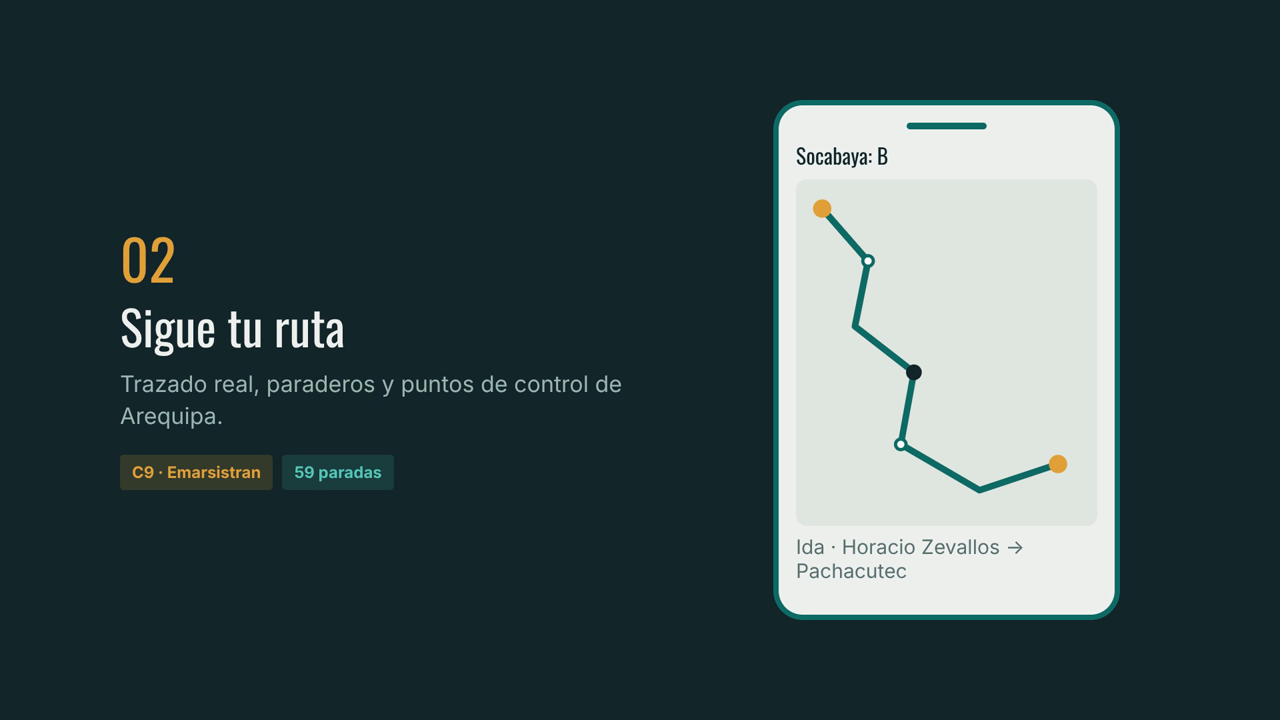 02
Sigue tu ruta
Trazado real, paraderos y puntos de control de
Arequipa.
C9 · Emarsistran
59 paradas
Socabaya: B
Ida · Horacio Zevallos →
Pachacutec